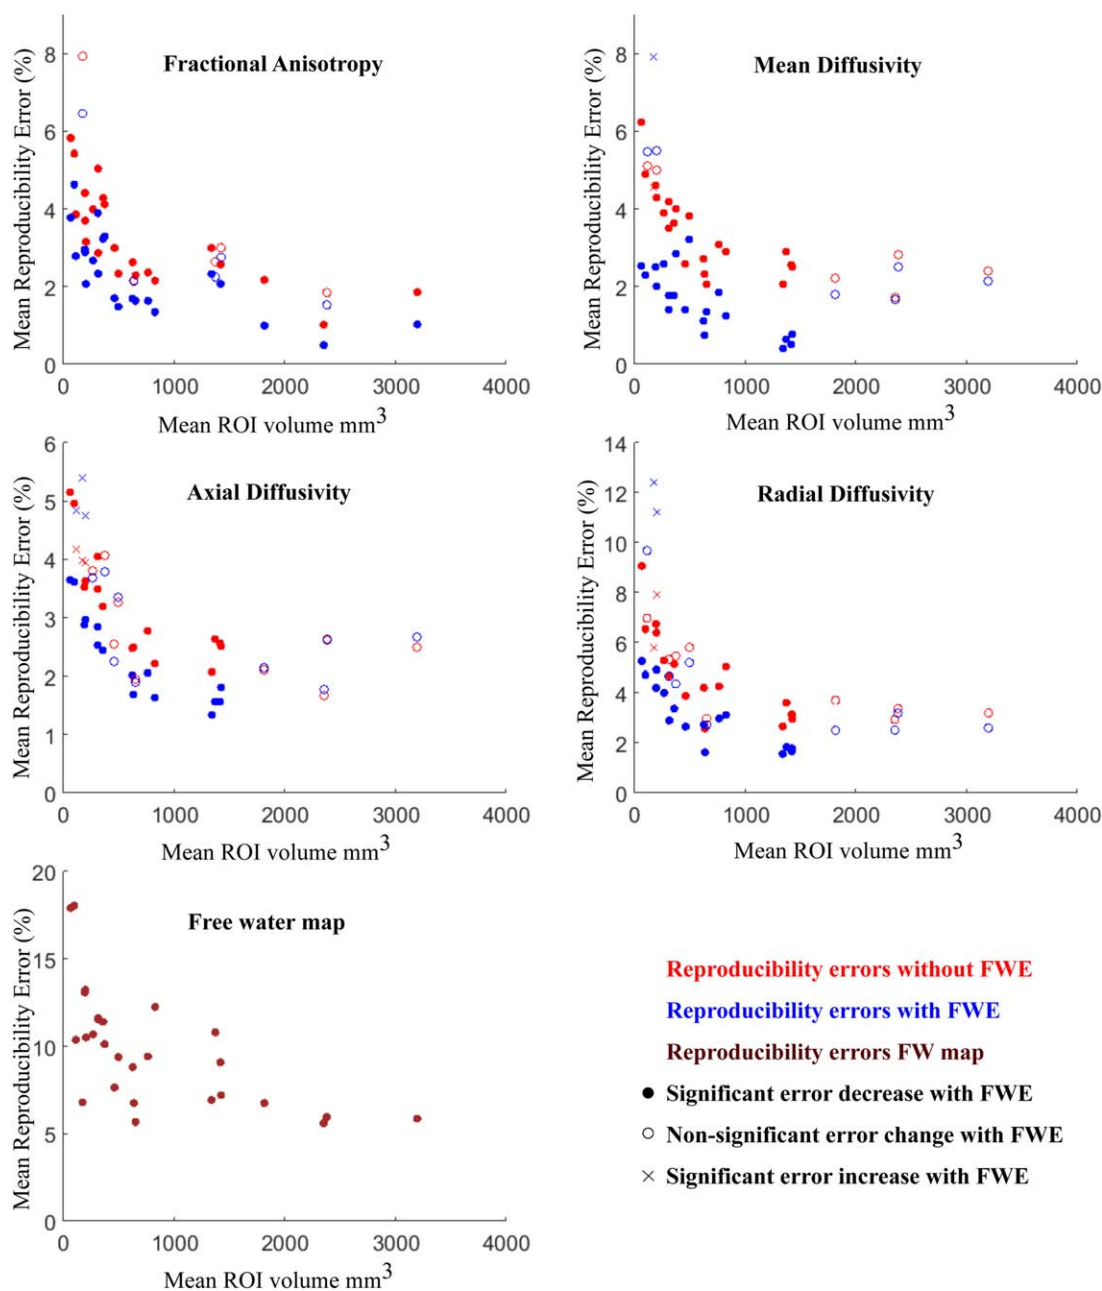 Fractional Anisotropy
Mean Reproducibility Error (%)
8
6
4
2
0
0 1000 2000 3000 4000
Mean ROI volume mm3
Mean Diffusivity
Mean Reproducibility Error (%)
8
6
4
2
0
0 1000 2000 3000 4000
Mean ROI volume mm3
Axial Diffusivity
Mean Reproducibility Error (%)
6
5
4
3
2
1
0
0 1000 2000 3000 4000
Mean ROI volume mm3
Radial Diffusivity
Mean Reproducibility Error (%)
14
12
10
8
6
4
2
0
0 1000 2000 3000 4000
Mean ROI volume mm3
Free water map
Mean Reproducibility Error (%)
20
15
10
5
0
0 1000 2000 3000 4000
Mean ROI volume mm3
Reproducibility errors without FWE
Reproducibility errors with FWE
Reproducibility errors FW map
Significant error decrease with FWE
Non-significant error change with FWE
Significant error increase with FWE